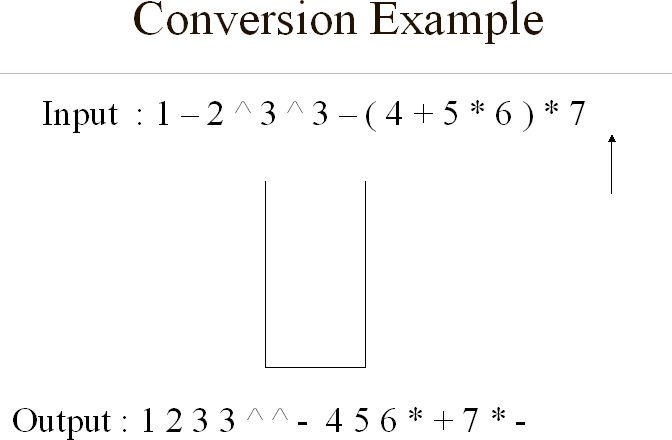 Conversion Example
Input : 1 – 2 ^ 3 ^ 3 – ( 4 + 5 * 6 ) * 7
Output : 1 2 3 3 ^ ^ - 4 5 6 * + 7 * -